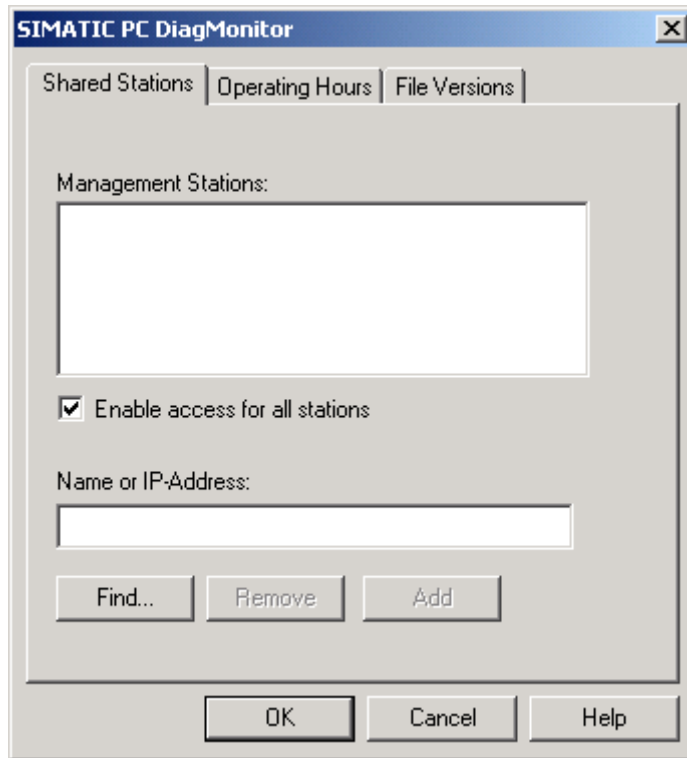 SIMATIC PC DiagMonitor
Shared Stations Operating Hours File Versions
Management Stations:
Enable access for all stations
Name or IP-Address:
Find... Remove Add
OK Cancel Help